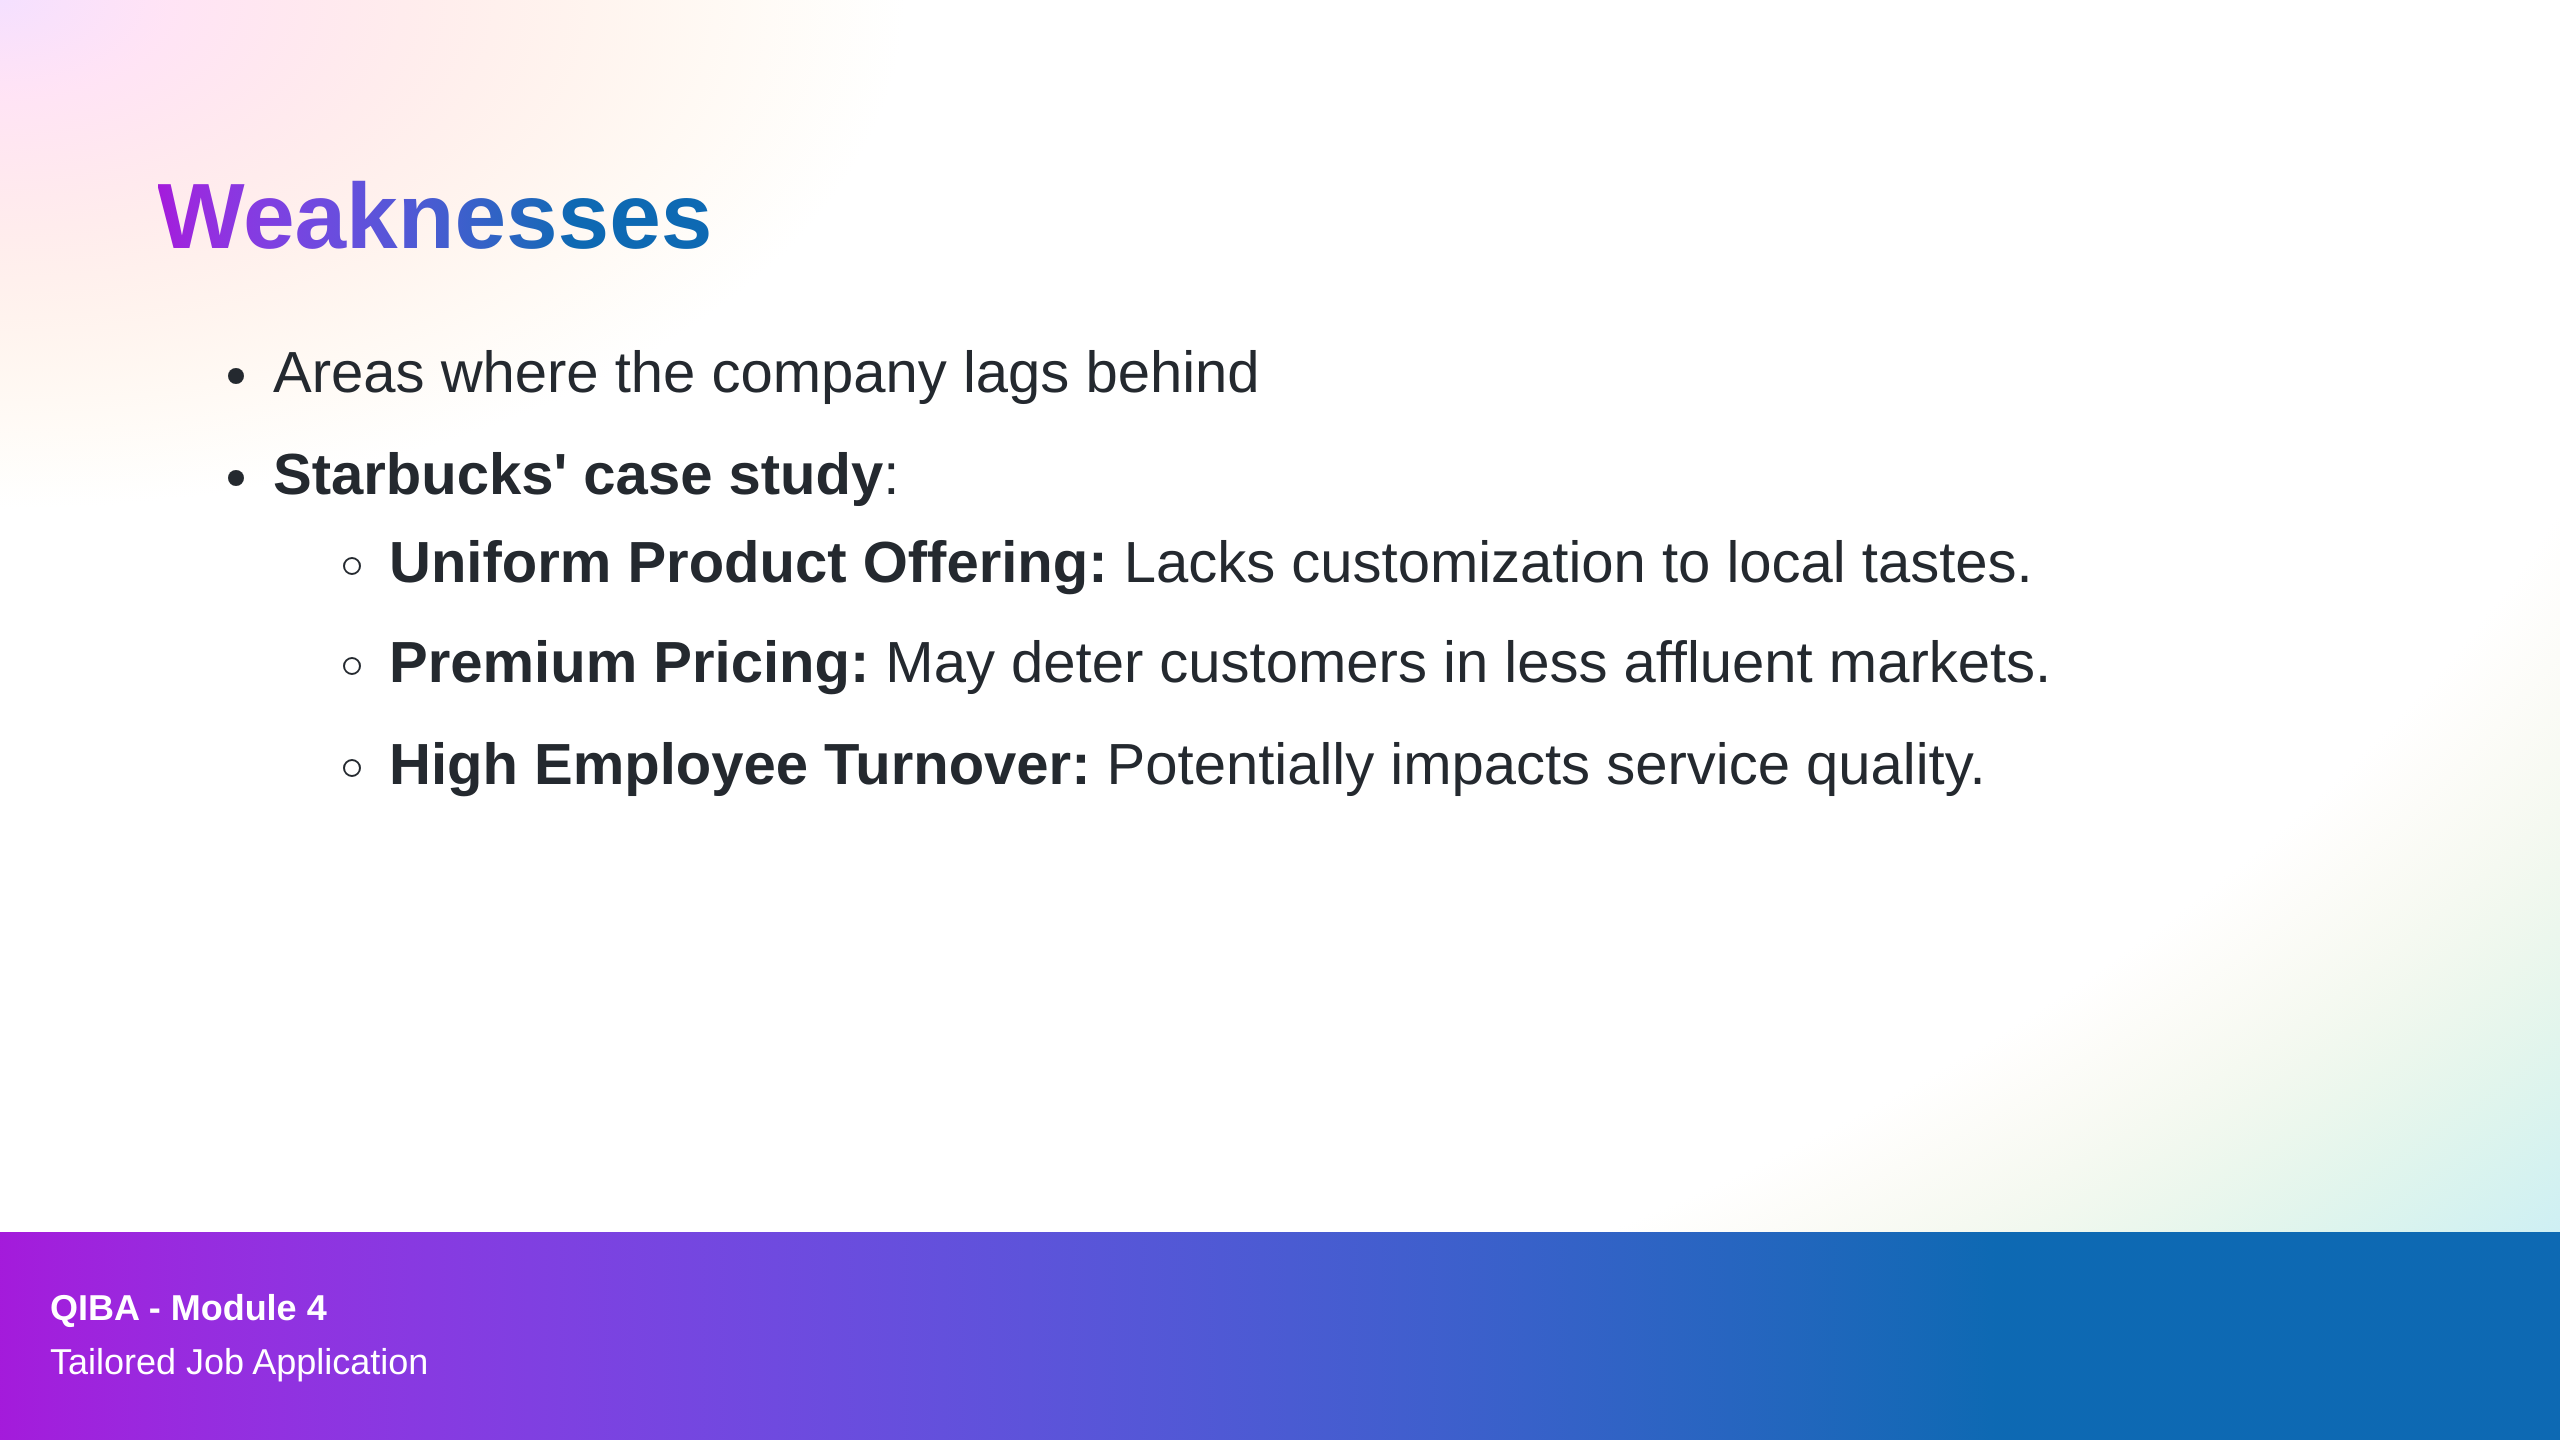 Weaknesses
Areas where the company lags behind
Starbucks' case study:
Uniform Product Offering: Lacks customization to local tastes.
Premium Pricing: May deter customers in less affluent markets.
High Employee Turnover: Potentially impacts service quality.
QIBA - Module 4
Tailored Job Application